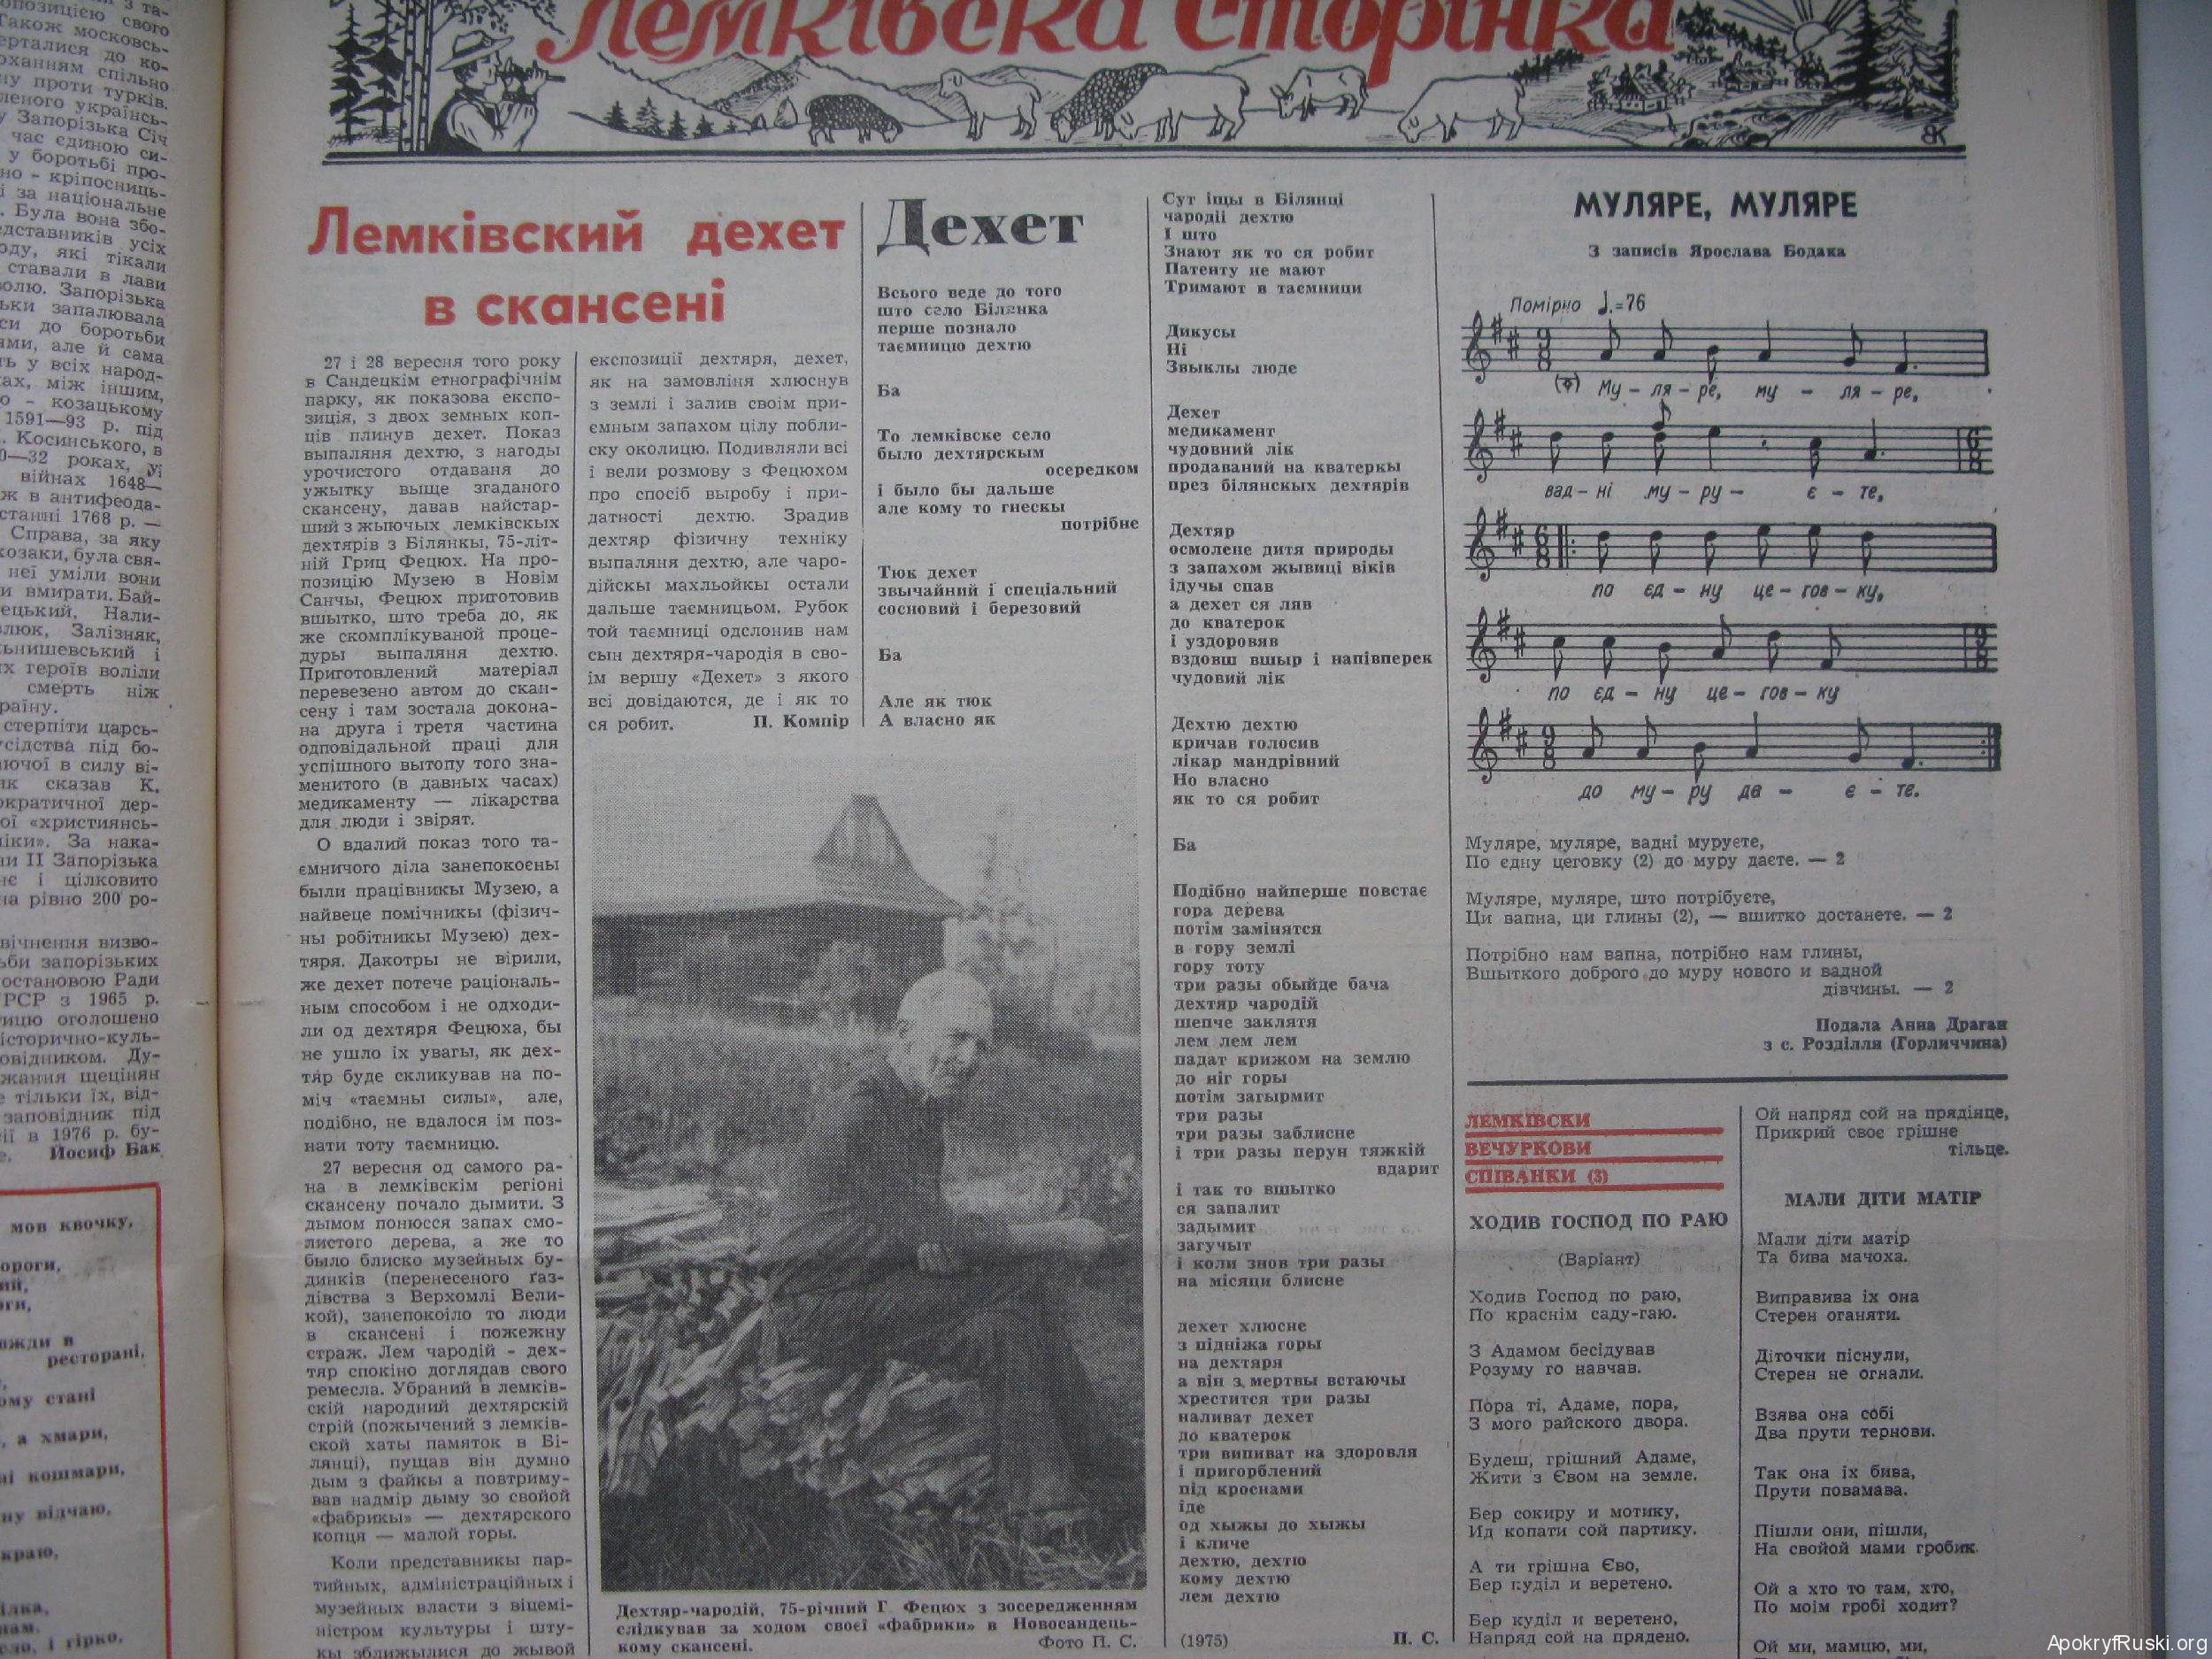 Лемківска сторінка
Лемківский дехет
в скансені
27 і 28 вересня того року
в Сандецкім етнографічнім
парку, як показова експо-
зиція, з двох земных коп-
ців плинув дехет. Показ
выпаляня дехтю, з нагоды
урочистого отдаваня до
ужытку выще згаданого
скансену, давав найстар-
ший з жыючых лемківскых
дехтярів з Білянкы, 75-літ-
ній Гриц Фецюх. На про-
позицію Музею в Новім
Санчы, Фецюх приготовив
вшытко, што треба до, як
же скомплікуваной проце-
дуры выпаляня дехтю.
Приготовлений матеріал
перевезено автом до скан-
сену і там зостала докона-
на друга і третя частина
одповідальной праці для
успішного вытопу того зна-
менитого (в давных часах)
медикаменту — лікарства
для люди і звірят.
О вдалий показ того та-
ємничого діла занепокоєны
были працівникы Музею, а
найвеце помічникы (фізич-
ны робітникы Музею) дех-
тяря. Дакотры не вірили,
же дехет потече раціональ-
ным способом і не одходи-
ли од дехтяря Фецюха, бы
не ушло їх увагы, як дех-
тяр буде скликував на по-
міч «таємны силы», але,
подібно, не вдалося їм поз-
нати тоту таємницю.
27 вересня од самого ра-
на в лемківскім регіоні
скансену почало дымити. З
дымом понюсся запах смо-
листого дерева, а же то
было блиско музейных бу-
динків (перенесеного ґаз-
дівства з Верхомлі Вели-
кой), занепокоїло то люди
в скансені і пожежну
страж. Лем чародій - дех-
тяр спокіно доглядав свого
ремесла. Убраний в лемків-
скій народний дехтярскій
стрій (пожычений з лемків-
ской хаты памяток в Бі-
лянці), пущав він думно
дым з файкы а повтриму-
вав надмір дыму зо свойой
«фабрикы» — дехтярского
копця — малой горы.
Коли представникы пар-
тийных, адміністраційных і
музейных власти з віцемі-
ністром культуры і шту-
кы зближылися до жывой
експозиції дехтяря, дехет,
як на замовліня хлюснув
з землі і залив своїм при-
ємным запахом цілу побли-
ску околицю. Подивляли всі
і вели розмову з Фецюхом
про спосіб выробу і при-
датності дехтю. Зрадив
дехтяр фізичну техніку
выпаляня дехтю, але чаро-
дійскы махльойкы остали
дальше таємницьом. Рубок
той таємниці одслонив нам
сын дехтяря-чародія в сво-
їм вершу «Дехет» з якого
всі довідаются, де і як то
ся робит. П. Компір
Дехтяр-чародій, 75-річний Г. Фецюх з зосередженням
слідкував за ходом своєї «фабрики» в Новосандець-
кому скансені. Фото П. С.
Дехет
Всього веде до того
што село Білянка
перше познало
таємницю дехтю
Ба
То лемківске село
было дехтярскым
осередком
і было бы дальше
але кому то гнескы
потрібне
Тюк дехет
звычайний і спеціальний
сосновий і березовий
Ба
Але як тюк
А власно як
Сут іщы в Білянці
чародії дехтю
І што
Знают як то ся робит
Патенту не мают
Тримают в таємници
Дикусы
Ні
Звыклы люде
Дехет
медикамент
чудовний лік
продаваний на кватеркы
през білянскых дехтярів
Дехтяр
осмолене дитя природы
з запахом жывиці віків
ідучы спав
а дехет ся ляв
до кватерок
і уздоровяв
вздовш вшыр і напівперек
чудовий лік
Дехтю дехтю
кричав голосив
лікар мандрівний
Но власно
як то ся робит
Ба
Подібно найперше повстає
гора дерева
потім замінятся
в гору землі
гору тоту
три разы обыйде бача
дехтяр чародій
шепче заклятя
лем лем лем
падат крижом на землю
до ніг горы
потім загырмит
три разы
три разы заблисне
і три разы перун тяжкій
вдарит
і так то вшытко
ся запалит
задымит
загучыт
і коли знов три разы
на місяци блисне
дехет хлюсне
з підніжа горы
на дехтяря
а він з мертвы встаючы
хрестится три разы
наливат дехет
до кватерок
три випиват на здоровля
і пригорблений
під кроснами
іде
од хыжы до хыжы
і кличе
дехтю, дехтю
кому дехтю
лем дехтю
(1975) П. С.
МУЛЯРЕ, МУЛЯРЕ
З записів Ярослава Бодака
Помірно ♩.=76
Му - ля - ре, му - ля - ре,
вад - ні му - ру - є - те,
по єд - ну це - гов - ку,
по єд - ну це - гов - ку
до му - ру да - є - те.
Муляре, муляре, вадні муруєте,
По єдну цеговку (2) до муру даєте. — 2
Муляре, муляре, што потрібуєте,
Ци вапна, ци глины (2), — вшитко достанете. — 2
Потрібно нам вапна, потрібно нам глины,
Вшыткого доброго до муру нового и вадной
дівчины. — 2
Подала Анна Драган
з с. Розділля (Горличчина)
ЛЕМКІВСКИ
ВЕЧУРКОВИ
СПІВАНКИ (3)
ХОДИВ ГОСПОД ПО РАЮ
(Варіант)
Ходив Господ по раю,
По краснім саду-гаю.
З Адамом бесідував
Розуму го навчав.
Пора ті, Адаме, пора,
З мого райского двора.
Будеш, грішний Адаме,
Жити з Євом на земле.
Бер сокиру и мотику,
Ид копати сой партику.
А ти грішна Єво,
Бер куділ и веретено.
Бер куділ и веретено,
Напряд сой на прядено.
Ой напряд сой на прядінце,
Прикрий своє грішне
тільце.
МАЛИ ДІТИ МАТІР
Мали діти матір
Та бива мачоха.
Виправива їх она
Стерен оганяти.
Діточки піснули,
Стерен не огнали.
Взява она собі
Два прути тернови.
Так она їх бива,
Прути повамава.
Пішли они, пішли,
На свойой мами гробик.
Ой а хто то там, хто,
По моїм гробі ходит?
Ой ми, мамцю, ми,
ApokryfRuski.org